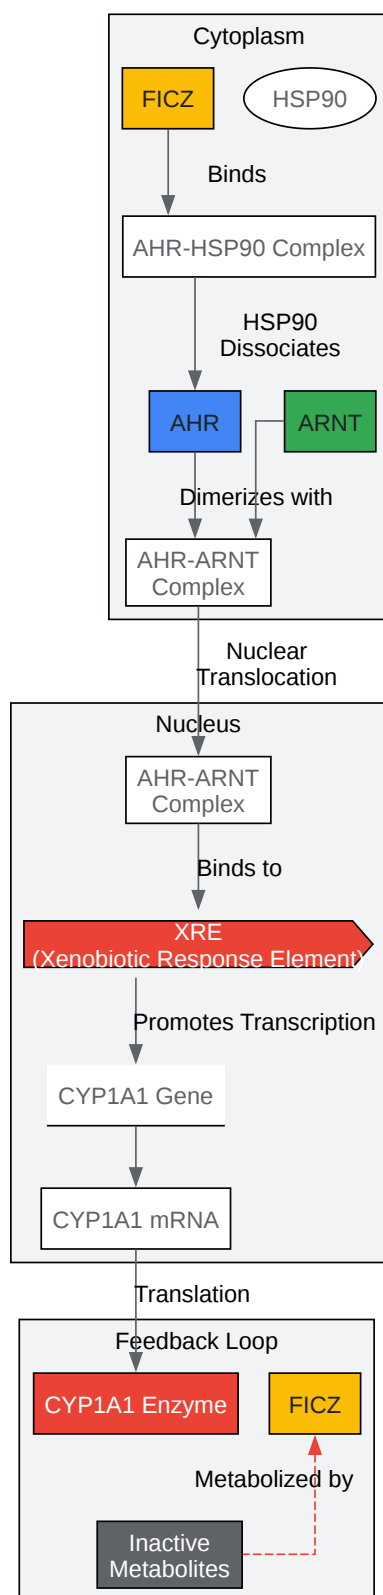 Cytoplasm
FICZ
HSP90
Binds
AHR-HSP90 Complex
HSP90
Dissociates
AHR
ARNT
Dimerizes with
AHR-ARNT
Complex
Nuclear
Translocation
Nucleus
AHR-ARNT
Complex
Binds to
XRE
(Xenobiotic Response Element)
Promotes Transcription
CYP1A1 Gene
CYP1A1 mRNA
Translation
Feedback Loop
CYP1A1 Enzyme
FICZ
Metabolized by
Inactive
Metabolites